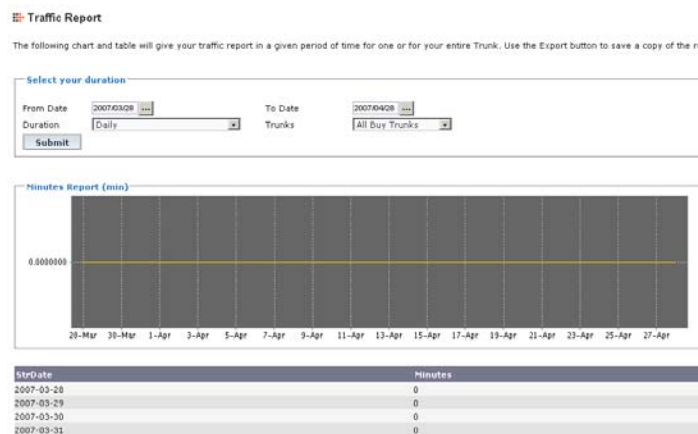 Traffic Report
The following chart and table will give your traffic report in a given period of time for one or for your entire Trunk. Use the Export button to save a copy of the r
Select your duration
From Date 2007/03/28 ... To Date 2007/04/28 ...
Duration Daily Trunks All Buy Trunks
Submit
Minutes Report (min)
0.0000000
28-Mar 30-Mar 1-Apr 3-Apr 5-Apr 7-Apr 9-Apr 11-Apr 13-Apr 15-Apr 17-Apr 19-Apr 21-Apr 23-Apr 25-Apr 27-Apr
StrDate Minutes
2007-03-28 0
2007-03-29 0
2007-03-30 0
2007-03-31 0